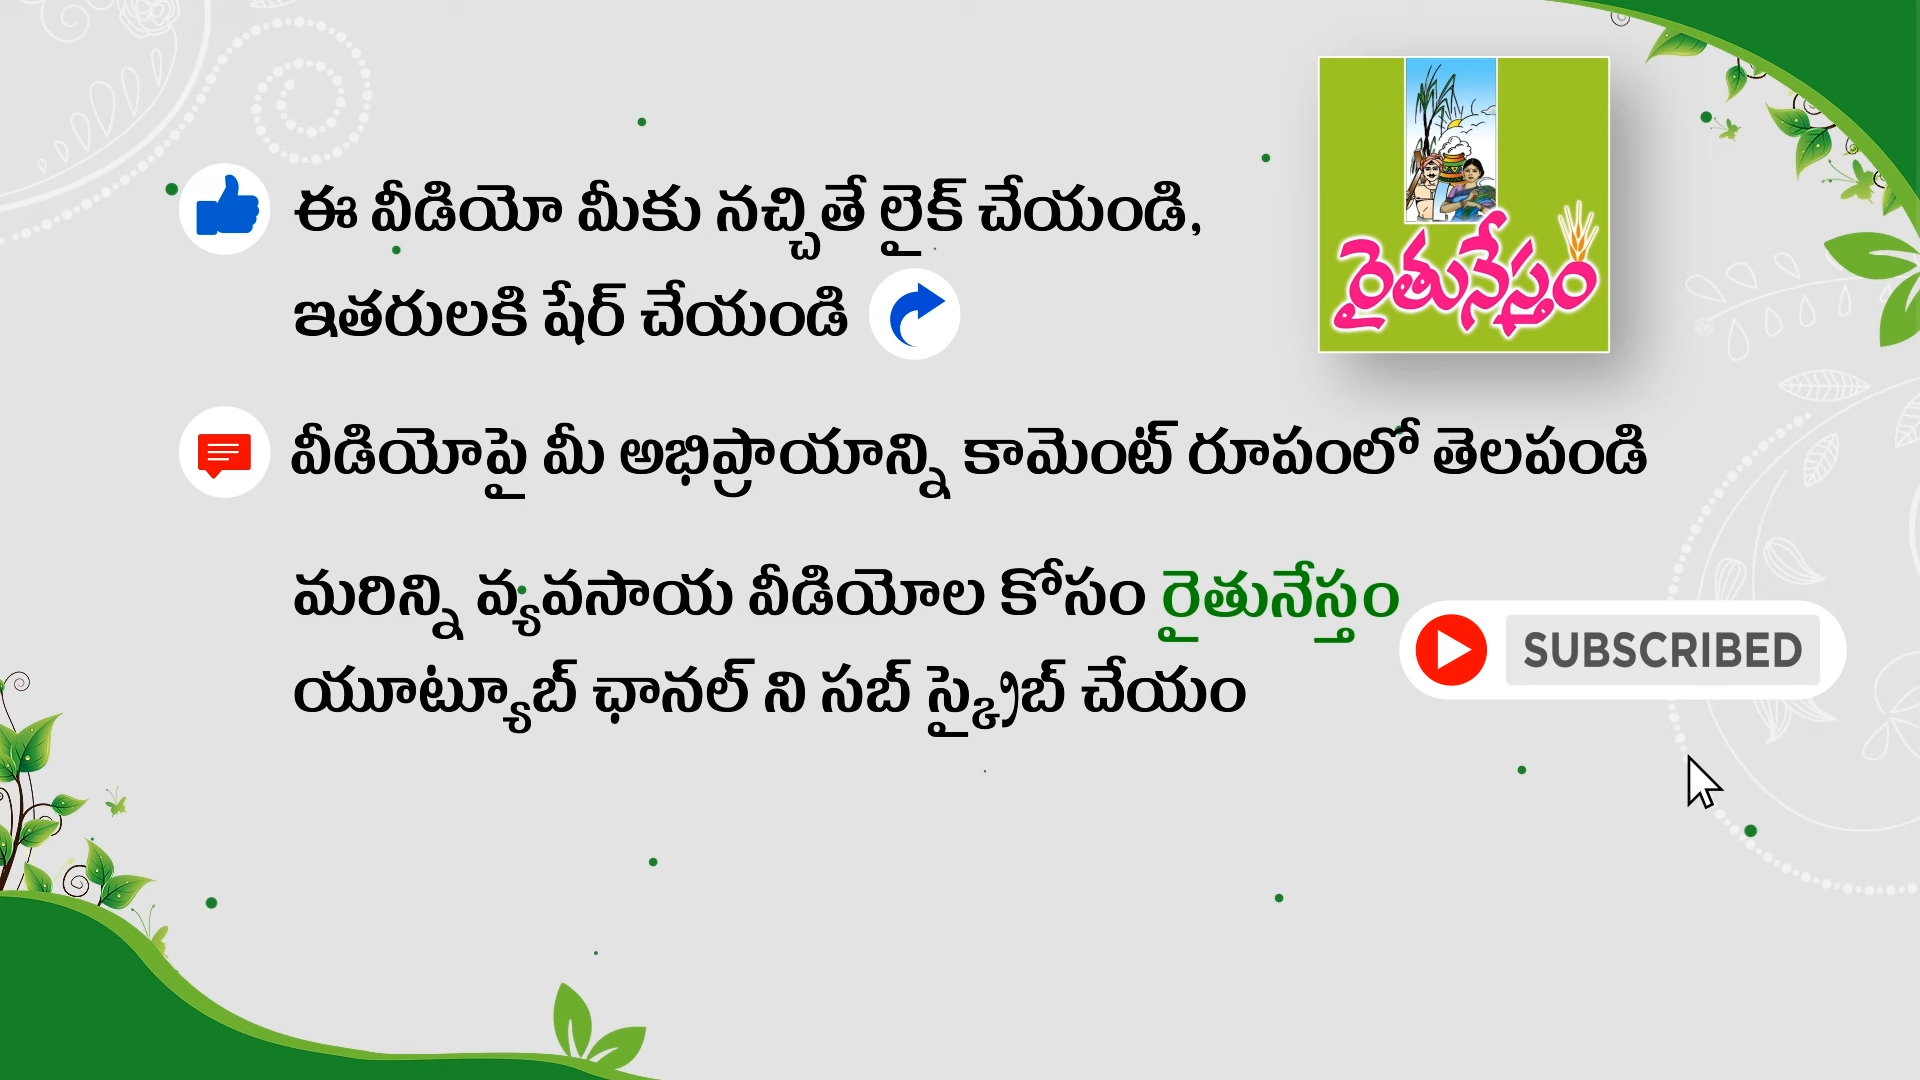 ఈ వీడియో మీకు నచ్చితే లైక్ చేయండి,
ఇతరులకి షేర్ చేయండి
రైతునేస్తం
వీడియోపై మీ అభిప్రాయాన్ని కామెంట్ రూపంలో తెలపండి
మరిన్ని వ్యవసాయ వీడియోల కోసం రైతునేస్తం
యూట్యూబ్ ఛానల్ ని సబ్ స్క్రైబ్ చేయం
SUBSCRIBED